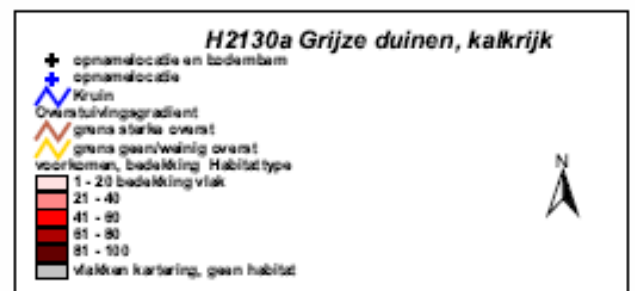 H2130a Grijze duinen, kalkrijk
opnamelocatie en bodembam
opnamelocatie
Kruin
Overstuivingsgradient
grens sterke overst
grens geen/weinig overst
voorkomen, bedekking Habitattype
N
1 - 20 bedekking vlak
21 - 40
41 - 60
61 - 80
81 - 100
vlakken kartering, geen habitat